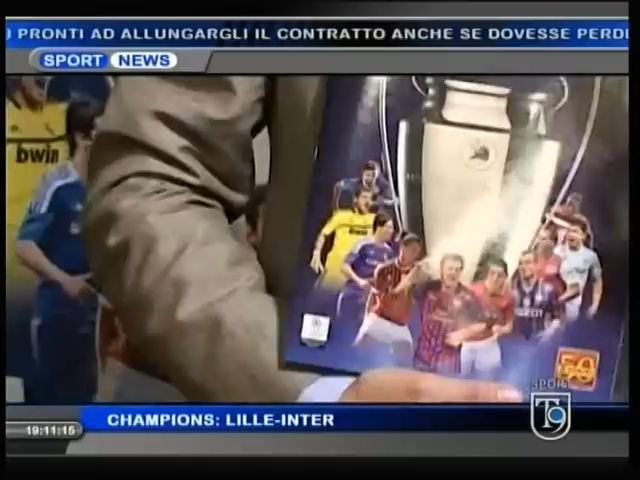 PRONTI AD ALLUNGARGLI IL CONTRATTO ANCHE SE DOVESSE
SPORT NEWS
bwin
50
CHAMPIONS: LILLE-INTER
SPORT
T9
19:11:15